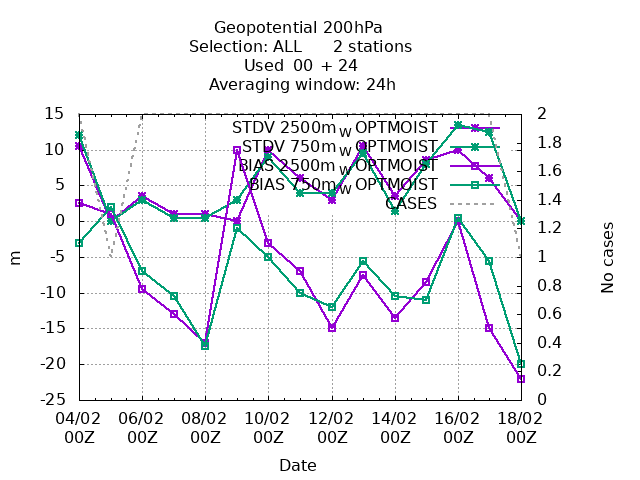 Geopotential 200hPa
Selection: ALL 2 stations
Used 00 + 24
Averaging window: 24h
15
10
5
0
-5
-10
-15
-20
-25
m
2
1.8
1.6
1.4
1.2
1
0.8
0.6
0.4
0.2
0
No cases
STDV 2500m W OPTMOIST
STDV 750m W OPTMOIST
BIAS 2500m W OPTMOIST
BIAS 750m W OPTMOIST
CASES
04/02 06/02 08/02 10/02 12/02 14/02 16/02 18/02
00Z 00Z 00Z 00Z 00Z 00Z 00Z 00Z
Date